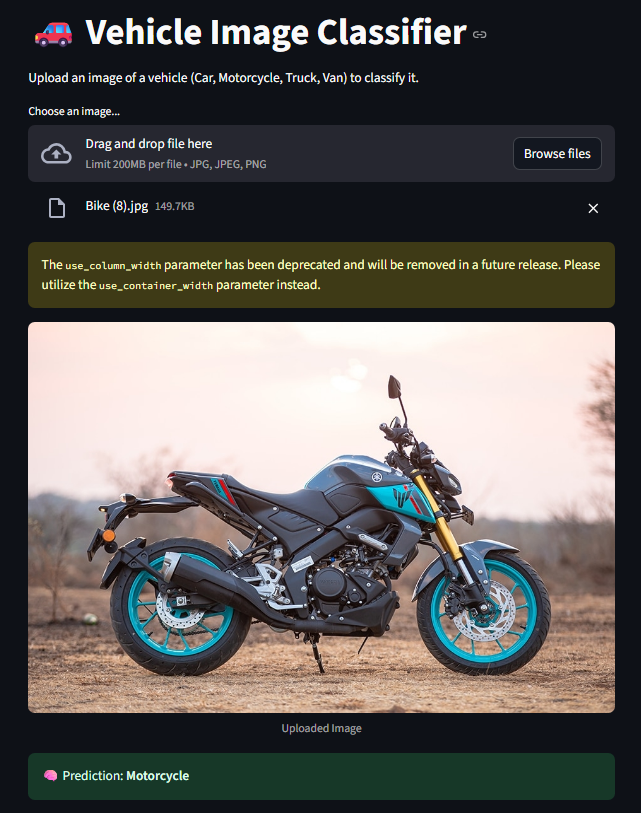 🚗 Vehicle Image Classifier
Upload an image of a vehicle (Car, Motorcycle, Truck, Van) to classify it.
Choose an image...
Drag and drop file here
Limit 200MB per file • JPG, JPEG, PNG
Browse files
Bike (8).jpg 149.7KB
The use_column_width parameter has been deprecated and will be removed in a future release. Please
utilize the use_container_width parameter instead.
Uploaded Image
🧠 Prediction: Motorcycle